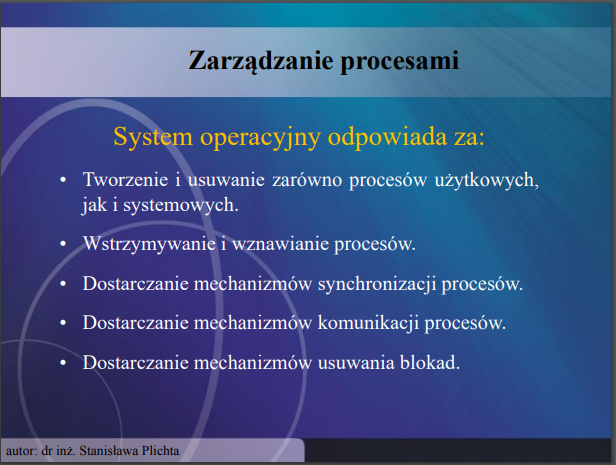 Zarządzanie procesami
System operacyjny odpowiada za:
• Tworzenie i usuwanie zarówno procesów użytkowych,
jak i systemowych.
• Wstrzymywanie i wznawianie procesów.
• Dostarczanie mechanizmów synchronizacji procesów.
• Dostarczanie mechanizmów komunikacji procesów.
• Dostarczanie mechanizmów usuwania blokad.
autor: dr inż. Stanisława Plichta